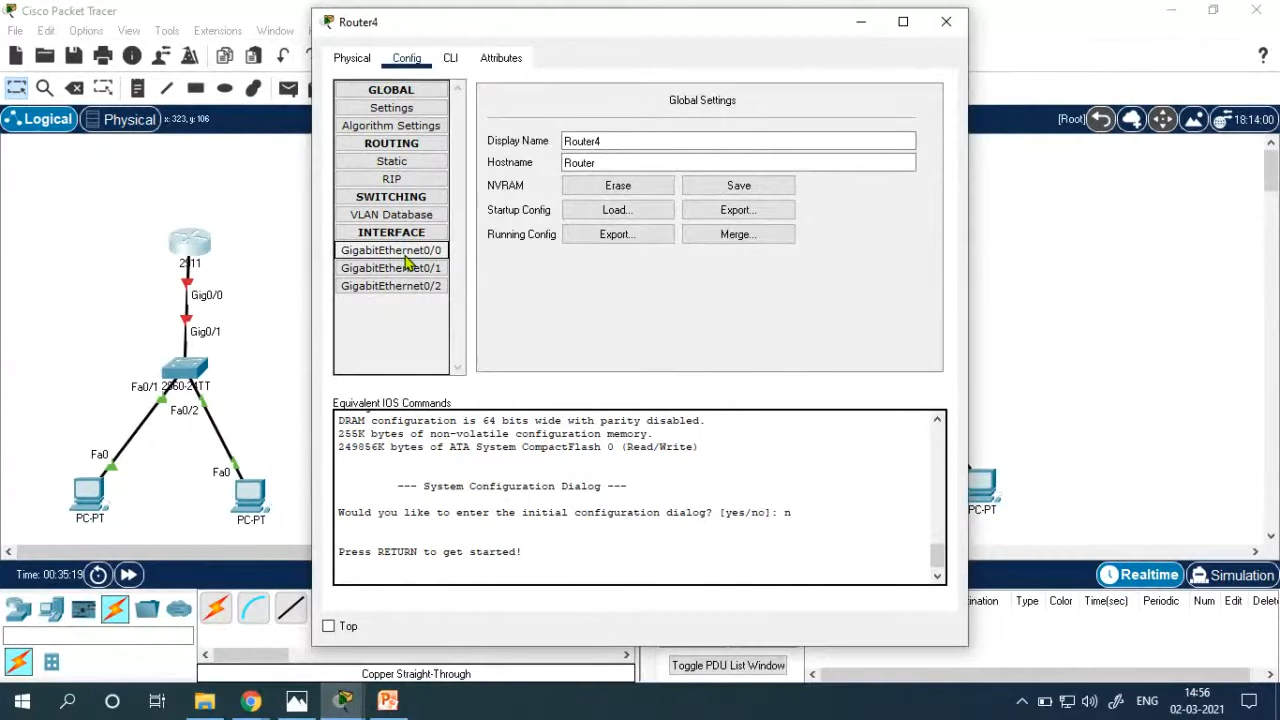 Cisco Packet Tracer
File Edit Options View Tools Extensions Window
Logical Physical x: 323, y: 106
[Root] 18:14:00
Router4
Physical Config CLI Attributes
GLOBAL
Settings
Algorithm Settings
ROUTING
Static
RIP
SWITCHING
VLAN Database
INTERFACE
GigabitEthernet0/0
GigabitEthernet0/1
GigabitEthernet0/2
Global Settings
Display Name Router4
Hostname Router
NVRAM Erase Save
Startup Config Load... Export...
Running Config Export... Merge...
Equivalent IOS Commands
DRAM configuration is 64 bits wide with parity disabled.
255K bytes of non-volatile configuration memory.
249856K bytes of ATA System CompactFlash 0 (Read/Write)
--- System Configuration Dialog ---
Would you like to enter the initial configuration dialog? [yes/no]: n
Press RETURN to get started!
Top
2911
Gig0/0
Gig0/1
Fa0/1 2960-24TT
Fa0/2
Fa0
Fa0
PC-PT
PC-PT
PC-PT
Time: 00:35:19
Realtime Simulation
Type Color Time(sec) Periodic Num Edit
Copper Straight-Through
Toggle PDU List Window
ENG
14:56
02-03-2021